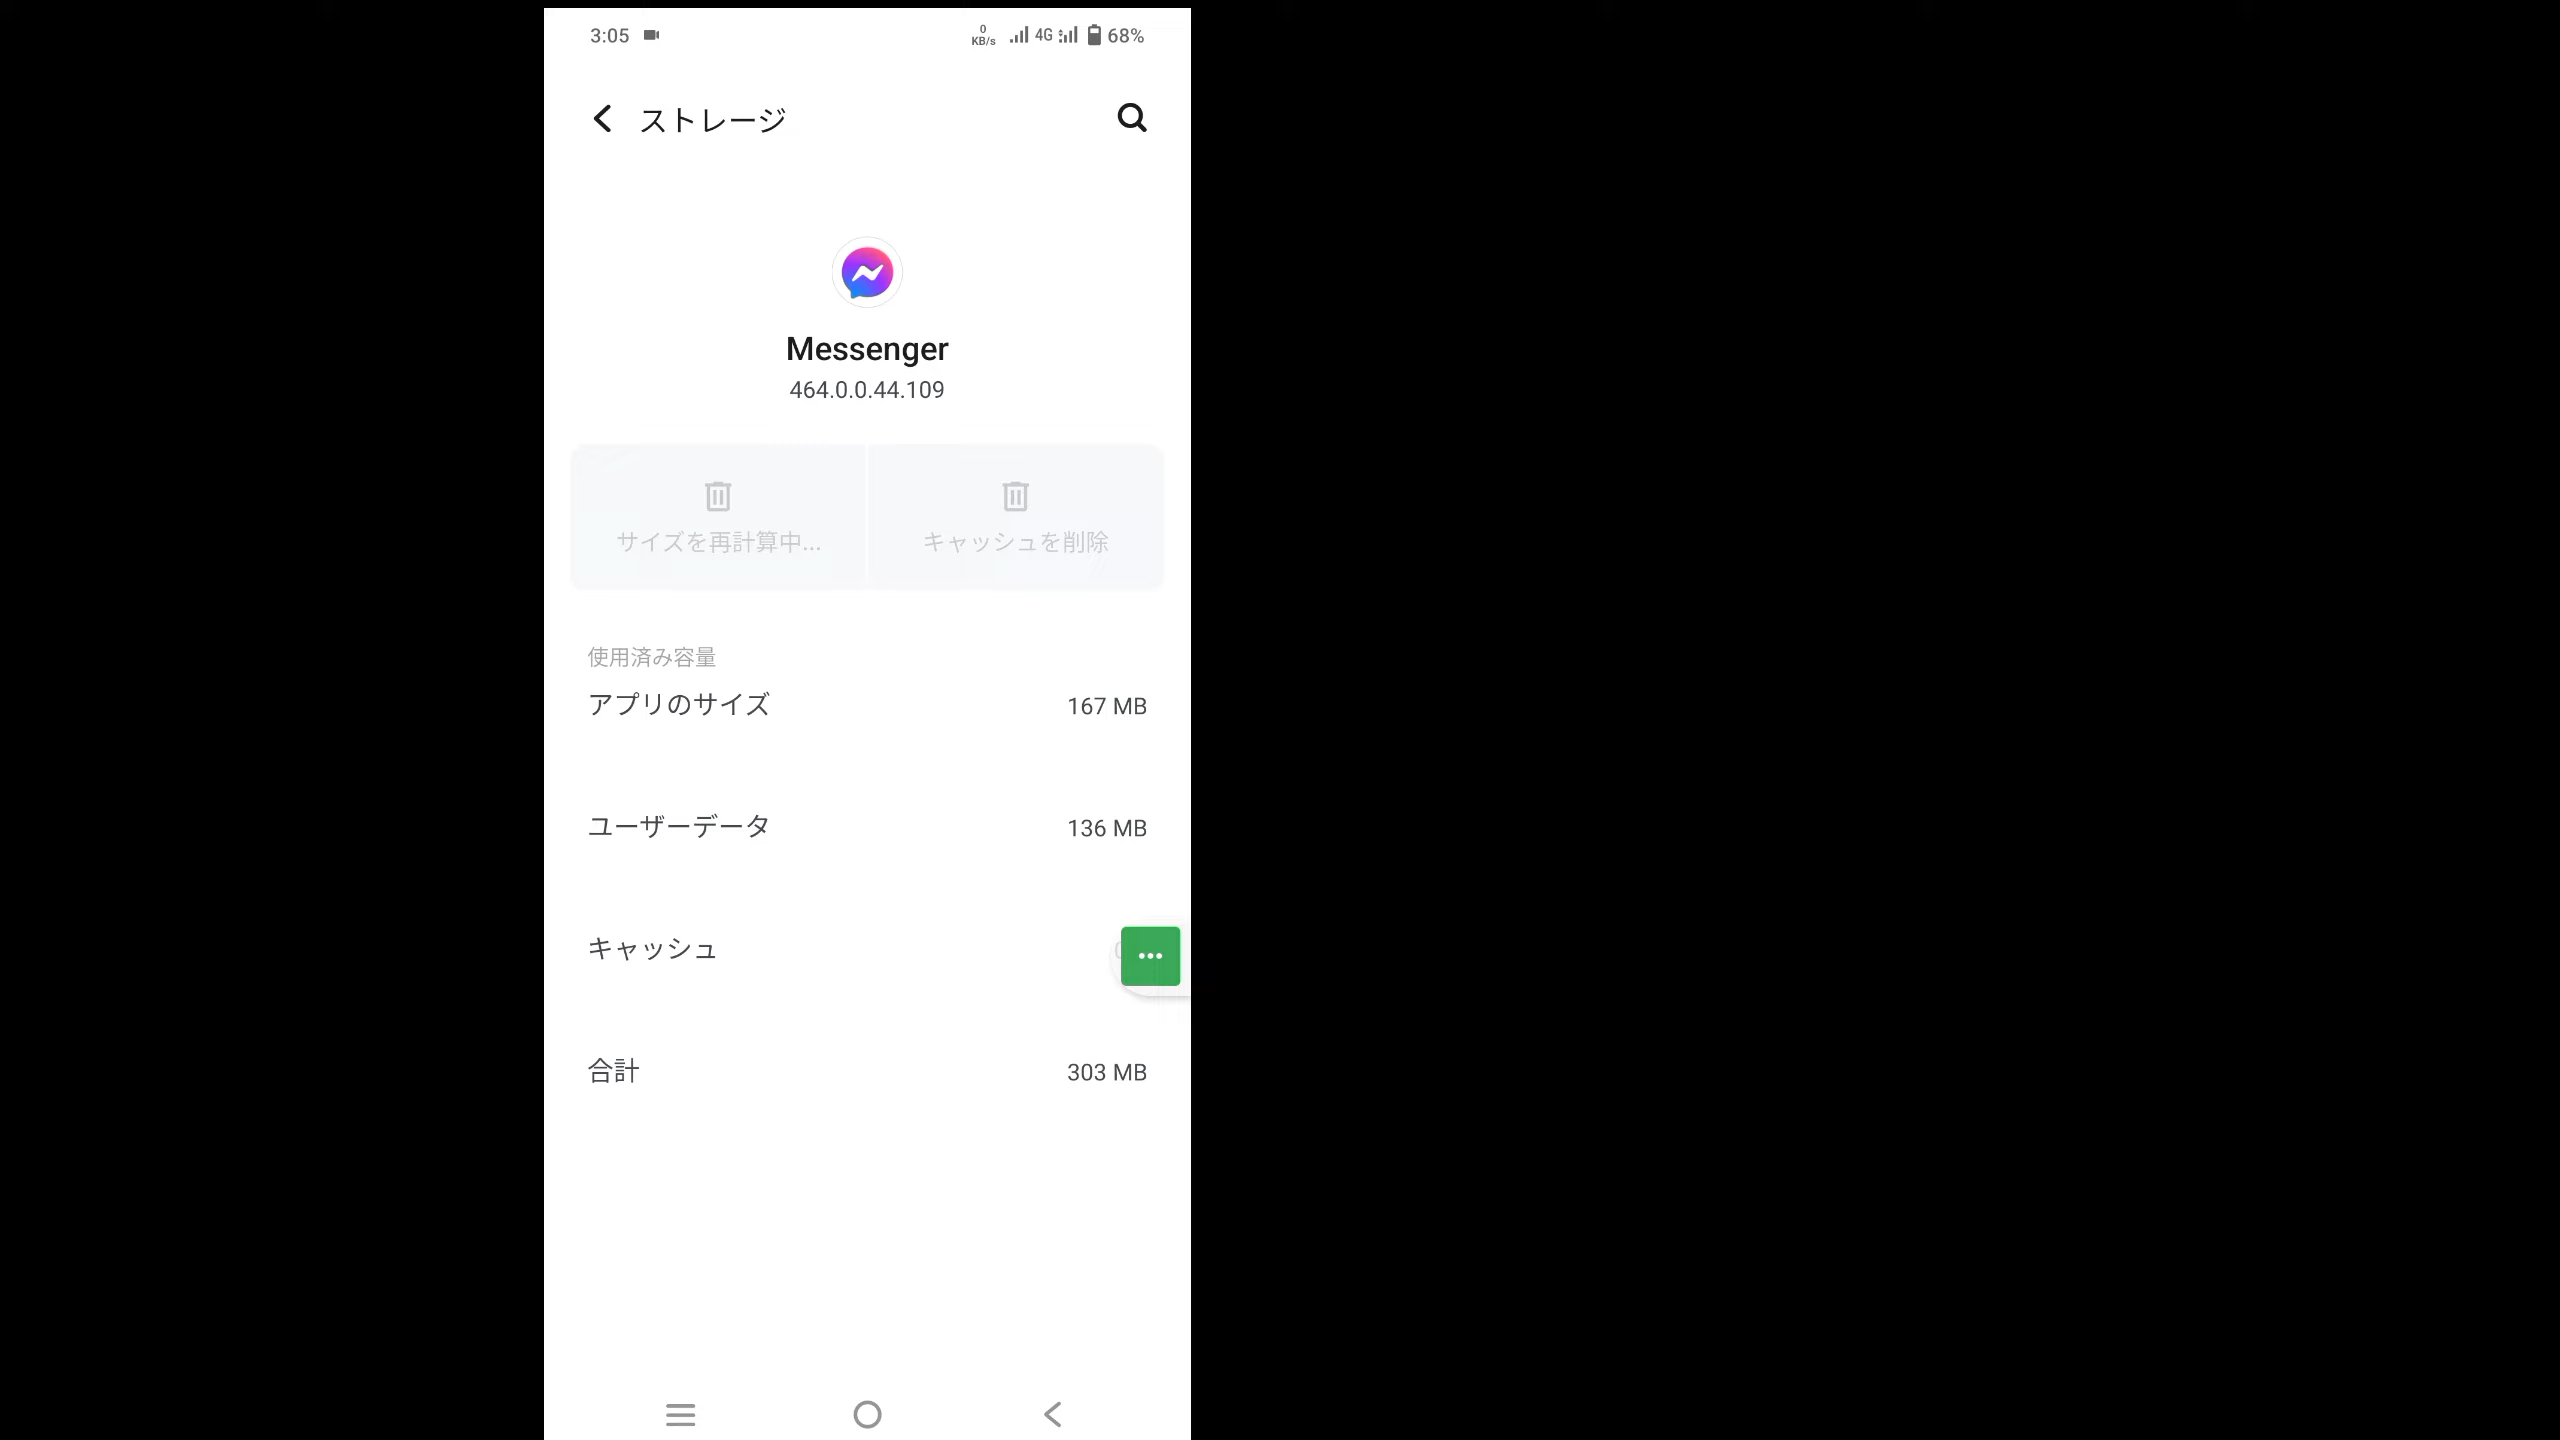 3:05
0
KB/s
4G
68%
ストレージ
Messenger
464.0.0.44.109
サイズを再計算中...
キャッシュを削除
使用済み容量
アプリのサイズ
167 MB
ユーザーデータ
136 MB
キャッシュ
合計
303 MB